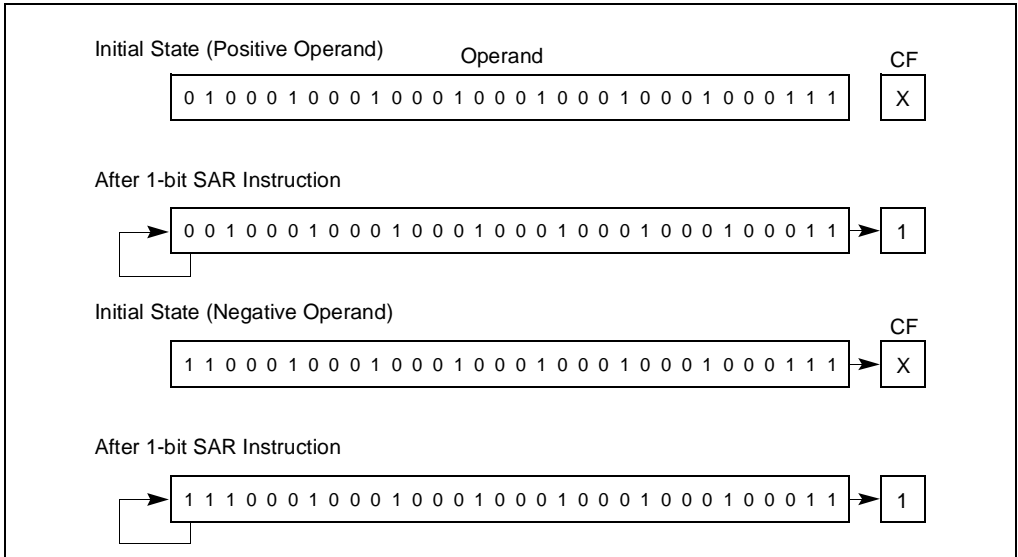 Initial State (Positive Operand) Operand CF
0 1 0 0 0 1 0 0 0 1 0 0 0 1 0 0 0 1 0 0 0 1 0 0 0 1 0 0 0 1 1 1 X
After 1-bit SAR Instruction
0 0 1 0 0 0 1 0 0 0 1 0 0 0 1 0 0 0 1 0 0 0 1 0 0 0 1 0 0 0 1 1 1
Initial State (Negative Operand) CF
1 1 0 0 0 1 0 0 0 1 0 0 0 1 0 0 0 1 0 0 0 1 0 0 0 1 0 0 0 1 1 1 X
After 1-bit SAR Instruction
1 1 1 0 0 0 1 0 0 0 1 0 0 0 1 0 0 0 1 0 0 0 1 0 0 0 1 0 0 0 1 1 1